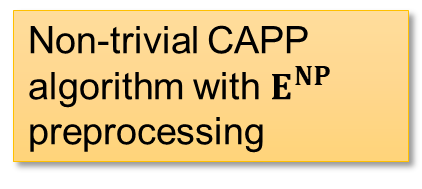 Non-trivial CAPP
algorithm with E^NP
preprocessing